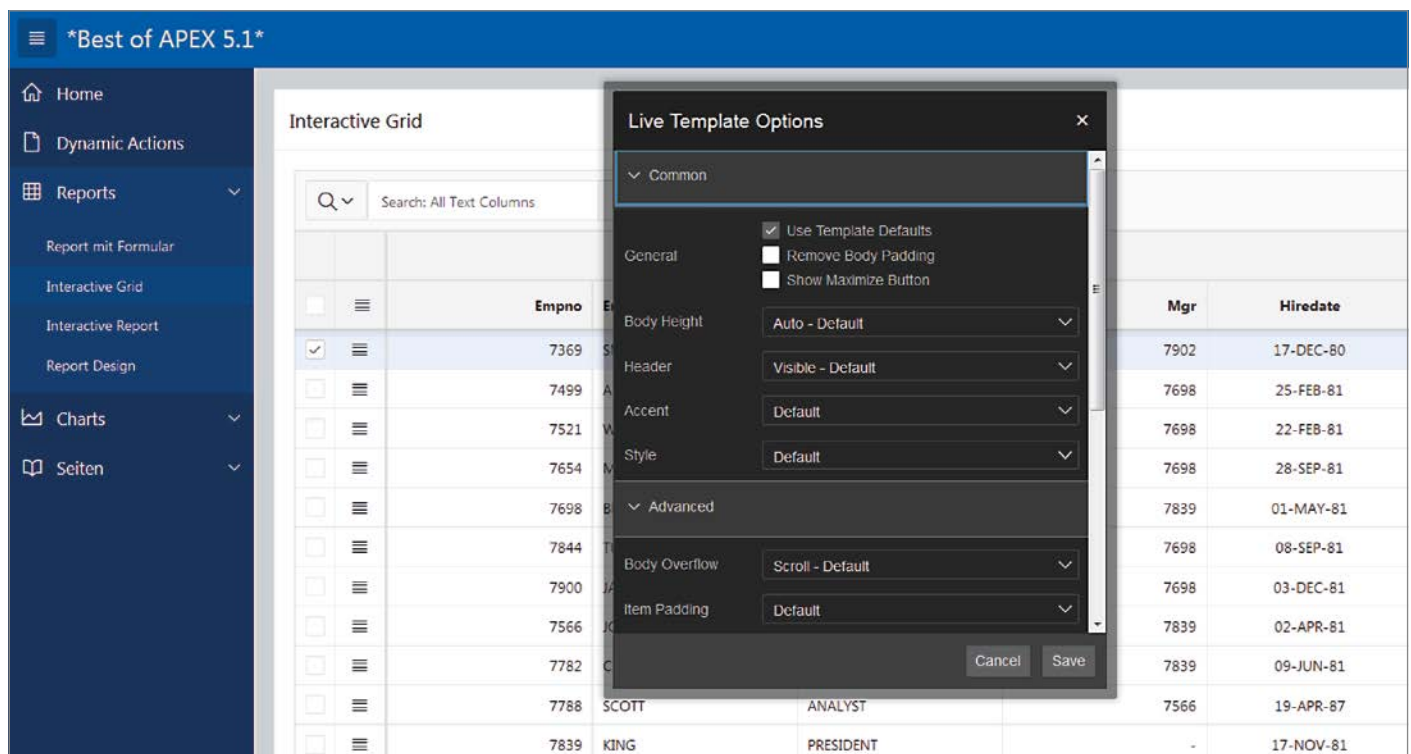 *Best of APEX 5.1*
Home
Dynamic Actions
Reports
Report mit Formular
Interactive Grid
Interactive Report
Report Design
Charts
Seiten
Interactive Grid
Search: All Text Columns
Empno
Mgr
Hiredate
7369
7902
17-DEC-80
7499
7698
25-FEB-81
7521
7698
22-FEB-81
7654
7698
28-SEP-81
7698
7839
01-MAY-81
7844
7698
08-SEP-81
7900
7698
03-DEC-81
7566
7839
02-APR-81
7782
7839
09-JUN-81
7788 SCOTT ANALYST 7566 19-APR-87
7839 KING PRESIDENT - 17-NOV-81
Live Template Options
Common
General
Use Template Defaults
Remove Body Padding
Show Maximize Button
Body Height
Auto - Default
Header
Visible - Default
Accent
Default
Style
Default
Advanced
Body Overflow
Scroll - Default
Item Padding
Default
Cancel
Save